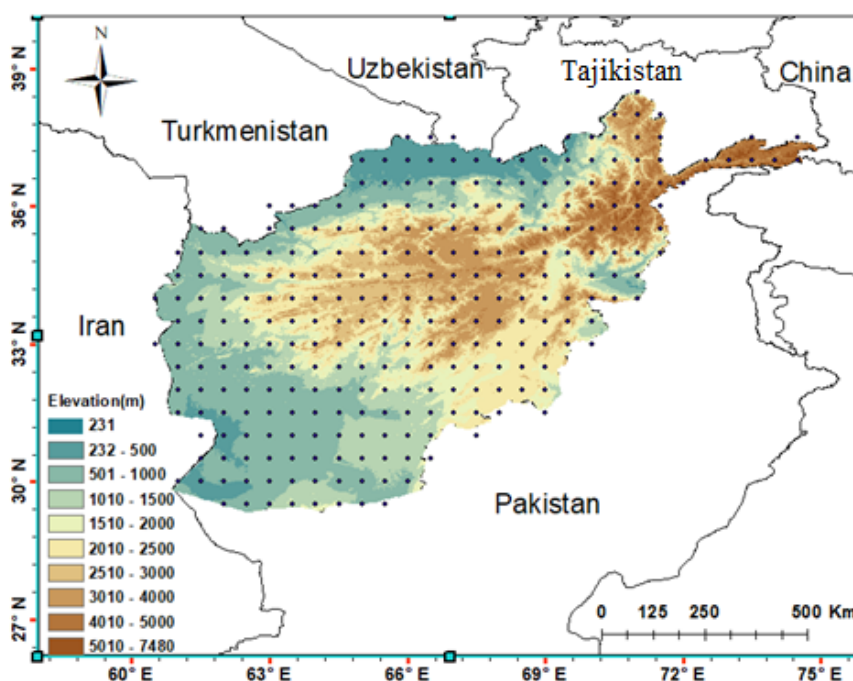 N
Uzbekistan
Tajikistan
China
Turkmenistan
Iran
Pakistan
39° N
36° N
33° N
30° N
27° N
Elevation(m)
231
232 - 500
501 - 1000
1010 - 1500
1510 - 2000
2010 - 2500
2510 - 3000
3010 - 4000
4010 - 5000
5010 - 7480
0 125 250 500 Km
60° E 63° E 66° E 69° E 72° E 75° E